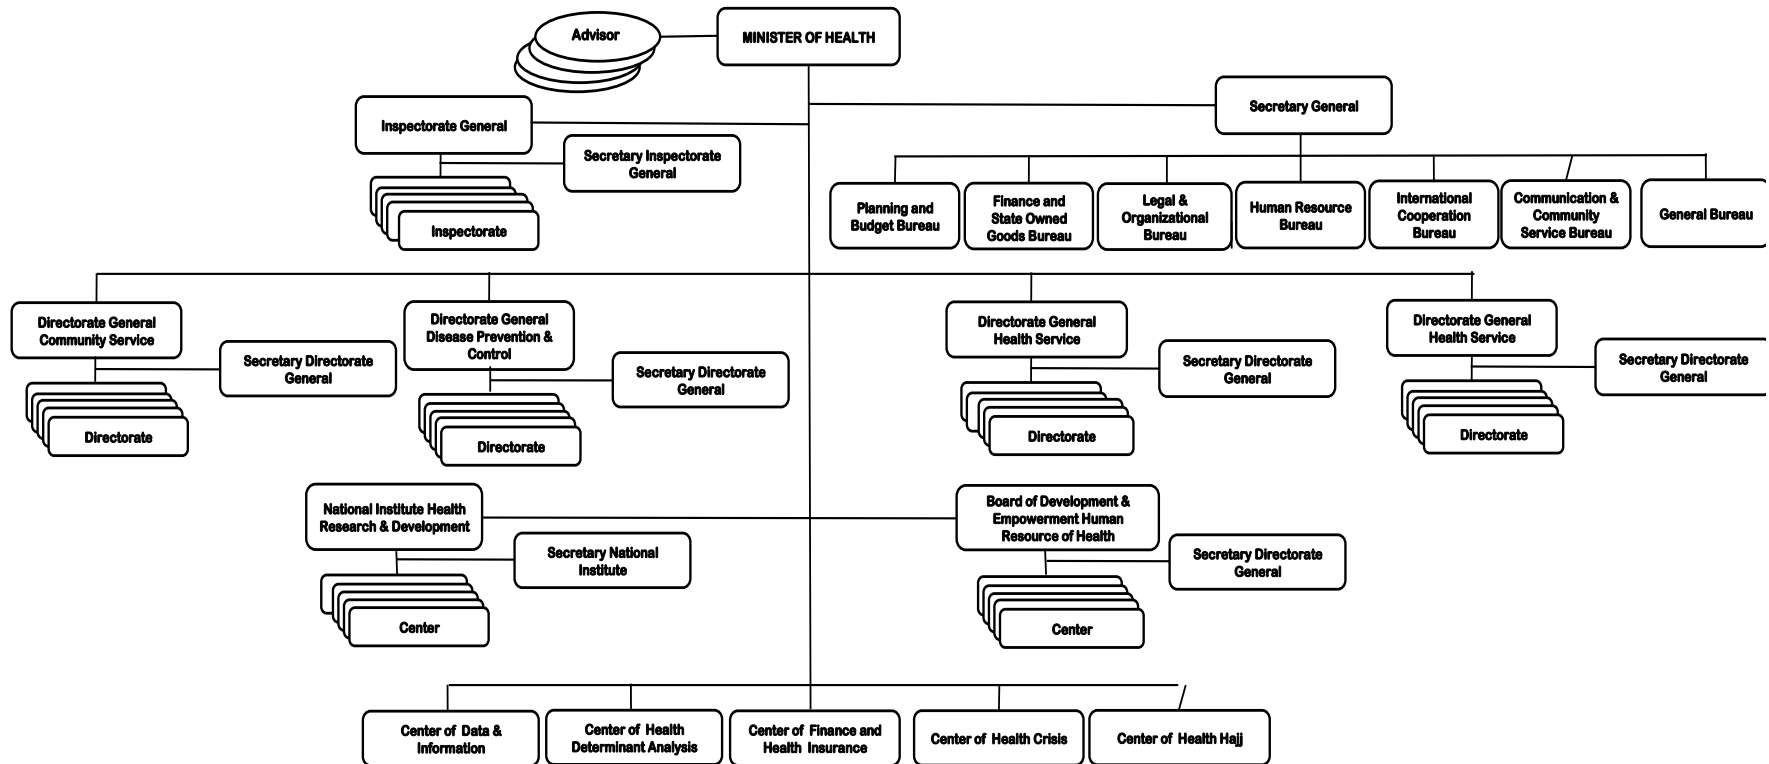 Advisor
MINISTER OF HEALTH
Secretary General
Inspectorate General
Secretary Inspectorate
General
Inspectorate
Planning and
Budget Bureau
Finance and
State Owned
Goods Bureau
Legal &
Organizational
Bureau
Human Resource
Bureau
International
Cooperation
Bureau
Communication &
Community
Service Bureau
General Bureau
Directorate General
Community Service
Secretary Directorate
General
Directorate
Directorate General
Disease Prevention &
Control
Secretary Directorate
General
Directorate
Directorate General
Health Service
Secretary Directorate
General
Directorate
Directorate General
Health Service
Secretary Directorate
General
Directorate
National Institute Health
Research & Development
Secretary National
Institute
Center
Board of Development &
Empowerment Human
Resource of Health
Secretary Directorate
General
Center
Center of Data &
Information
Center of Health
Determinant Analysis
Center of Finance and
Health Insurance
Center of Health Crisis
Center of Health Hajj